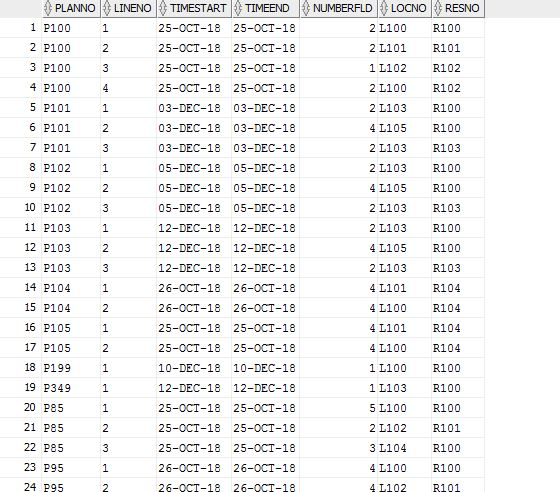 PLANNO LINENO TIMESTART TIMEEND NUMBERFLD LOCNO RESNO
1 P100 1 25-OCT-18 25-OCT-18 2 L100 R100
2 P100 2 25-OCT-18 25-OCT-18 2 L101 R101
3 P100 3 25-OCT-18 25-OCT-18 1 L102 R102
4 P100 4 25-OCT-18 25-OCT-18 2 L100 R102
5 P101 1 03-DEC-18 03-DEC-18 2 L103 R100
6 P101 2 03-DEC-18 03-DEC-18 4 L105 R100
7 P101 3 03-DEC-18 03-DEC-18 2 L103 R103
8 P102 1 05-DEC-18 05-DEC-18 2 L103 R100
9 P102 2 05-DEC-18 05-DEC-18 4 L105 R100
10 P102 3 05-DEC-18 05-DEC-18 2 L103 R103
11 P103 1 12-DEC-18 12-DEC-18 2 L103 R100
12 P103 2 12-DEC-18 12-DEC-18 4 L105 R100
13 P103 3 12-DEC-18 12-DEC-18 2 L103 R103
14 P104 1 26-OCT-18 26-OCT-18 4 L101 R104
15 P104 2 26-OCT-18 26-OCT-18 4 L100 R104
16 P105 1 25-OCT-18 25-OCT-18 4 L101 R104
17 P105 2 25-OCT-18 25-OCT-18 4 L100 R104
18 P199 1 10-DEC-18 10-DEC-18 1 L100 R100
19 P349 1 12-DEC-18 12-DEC-18 1 L103 R100
20 P85 1 25-OCT-18 25-OCT-18 5 L100 R100
21 P85 2 25-OCT-18 25-OCT-18 2 L102 R101
22 P85 3 25-OCT-18 25-OCT-18 3 L104 R100
23 P95 1 26-OCT-18 26-OCT-18 4 L100 R100
24 P95 2 26-OCT-18 26-OCT-18 4 L102 R101